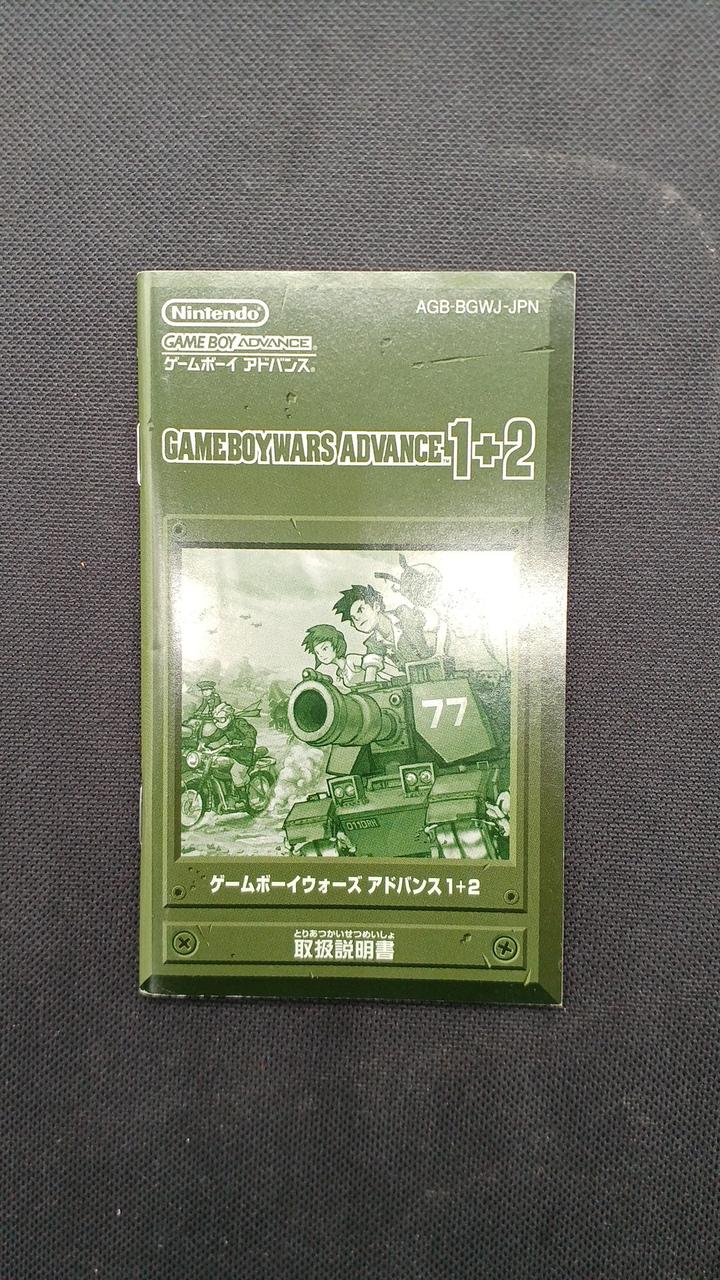 Nintendo
AGB-BGWJ-JPN
GAME BOY ADVANCE
ゲームボーイ アドバンス
GAMEBOYWARS ADVANCE 1+2
77
011DRH
ゲームボーイウォーズ アドバンス1+2
とりあつかいせつめいしょ
取扱説明書